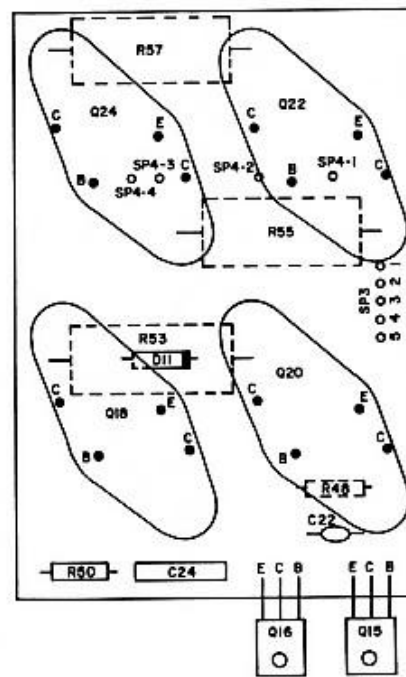 R57
Q24
Q22
C
E
C
E
SP4-3
SP4-2
SP4-1
B
SP4-4
C
B
C
R55
SP3
1
2
3
4
5
R53
D11
Q20
C
Q18
E
C
E
B
C
B
C
R48
C22
R50
C24
E C B
E C B
Q16
Q15